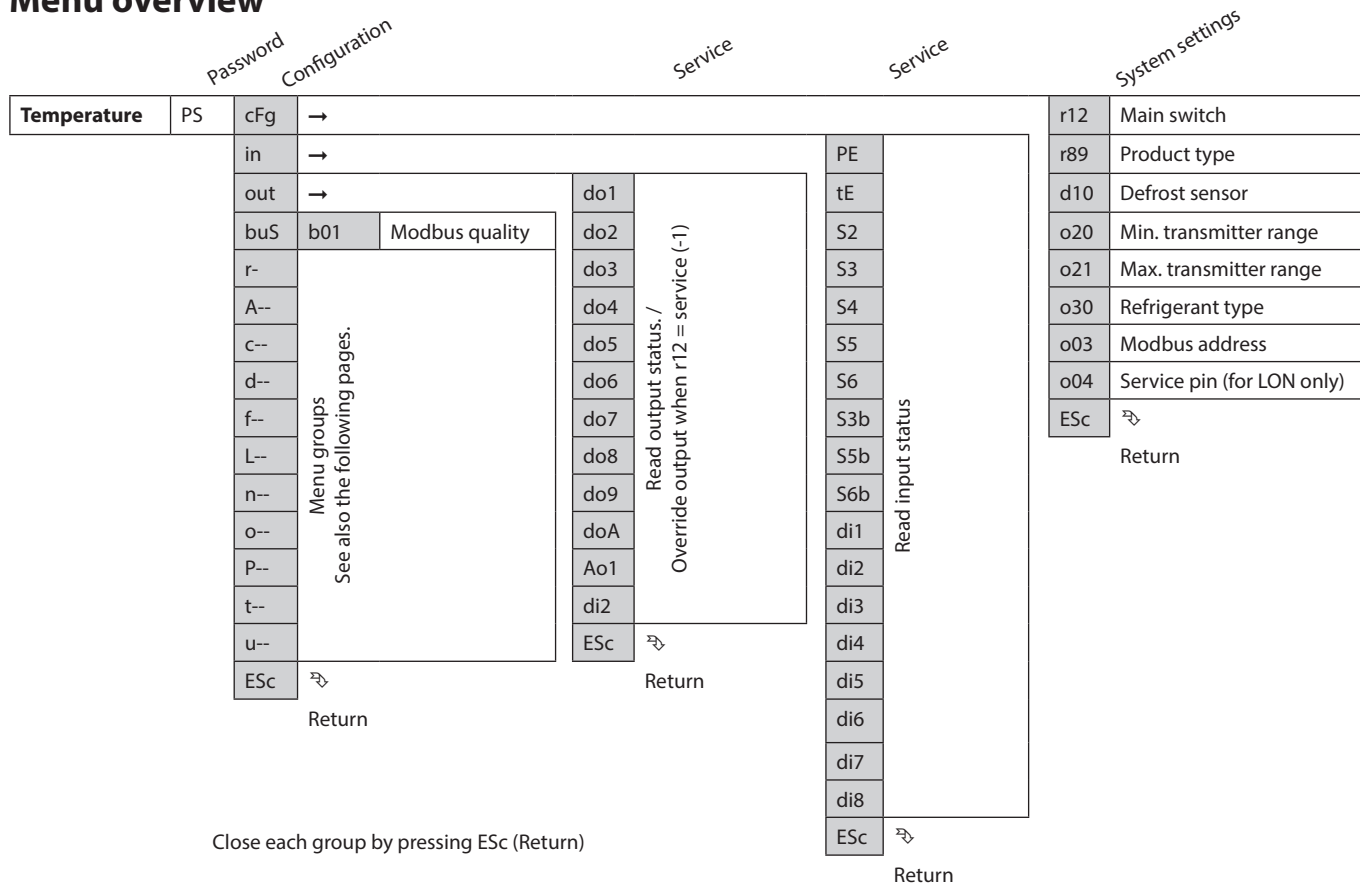 Menu overview
Password
Configuration
Service
Service
System settings
Temperature PS cFg → r12 Main switch
in → PE r89 Product type
out → do1 tE d10 Defrost sensor
buS b01 Modbus quality do2 S2 o20 Min. transmitter range
r- do3 S3 o21 Max. transmitter range
A-- do4 S4 o30 Refrigerant type
c-- do5 S5 o03 Modbus address
d-- do6 S6 o04 Service pin (for LON only)
f-- do7 S3b ESc
L-- do8 S5b Return
n-- do9 S6b
o-- doA di1
P-- Ao1 di2
t-- di2 di3
u-- ESc di4
ESc Return di5
Return di6
di7
di8
ESc
Return
Menu groups
See also the following pages.
Read output status. /
Override output when r12 = service (-1)
Read input status
Close each group by pressing ESc (Return)